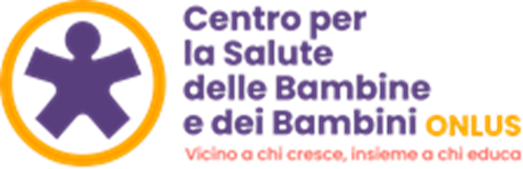 Centro per
la Salute
delle Bambine
e dei Bambini ONLUS
Vicino a chi cresce, insieme a chi educa